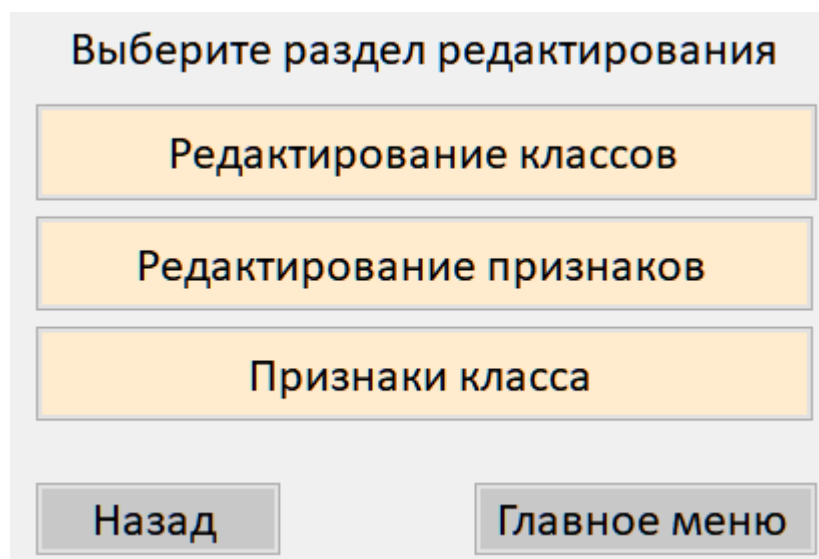 Выберите раздел редактирования
Редактирование классов
Редактирование признаков
Признаки класса
Назад
Главное меню